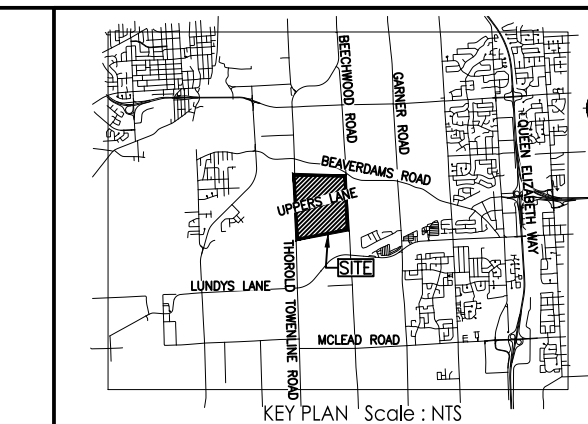 BEECHWOOD ROAD
GARNER ROAD
QUEEN ELIZABETH WAY
BEAVERDAMS ROAD
UPPERS LANE
SITE
THOROLD TOWENLINE ROAD
LUNDYS LANE
MCLEAD ROAD
KEY PLAN Scale : NTS